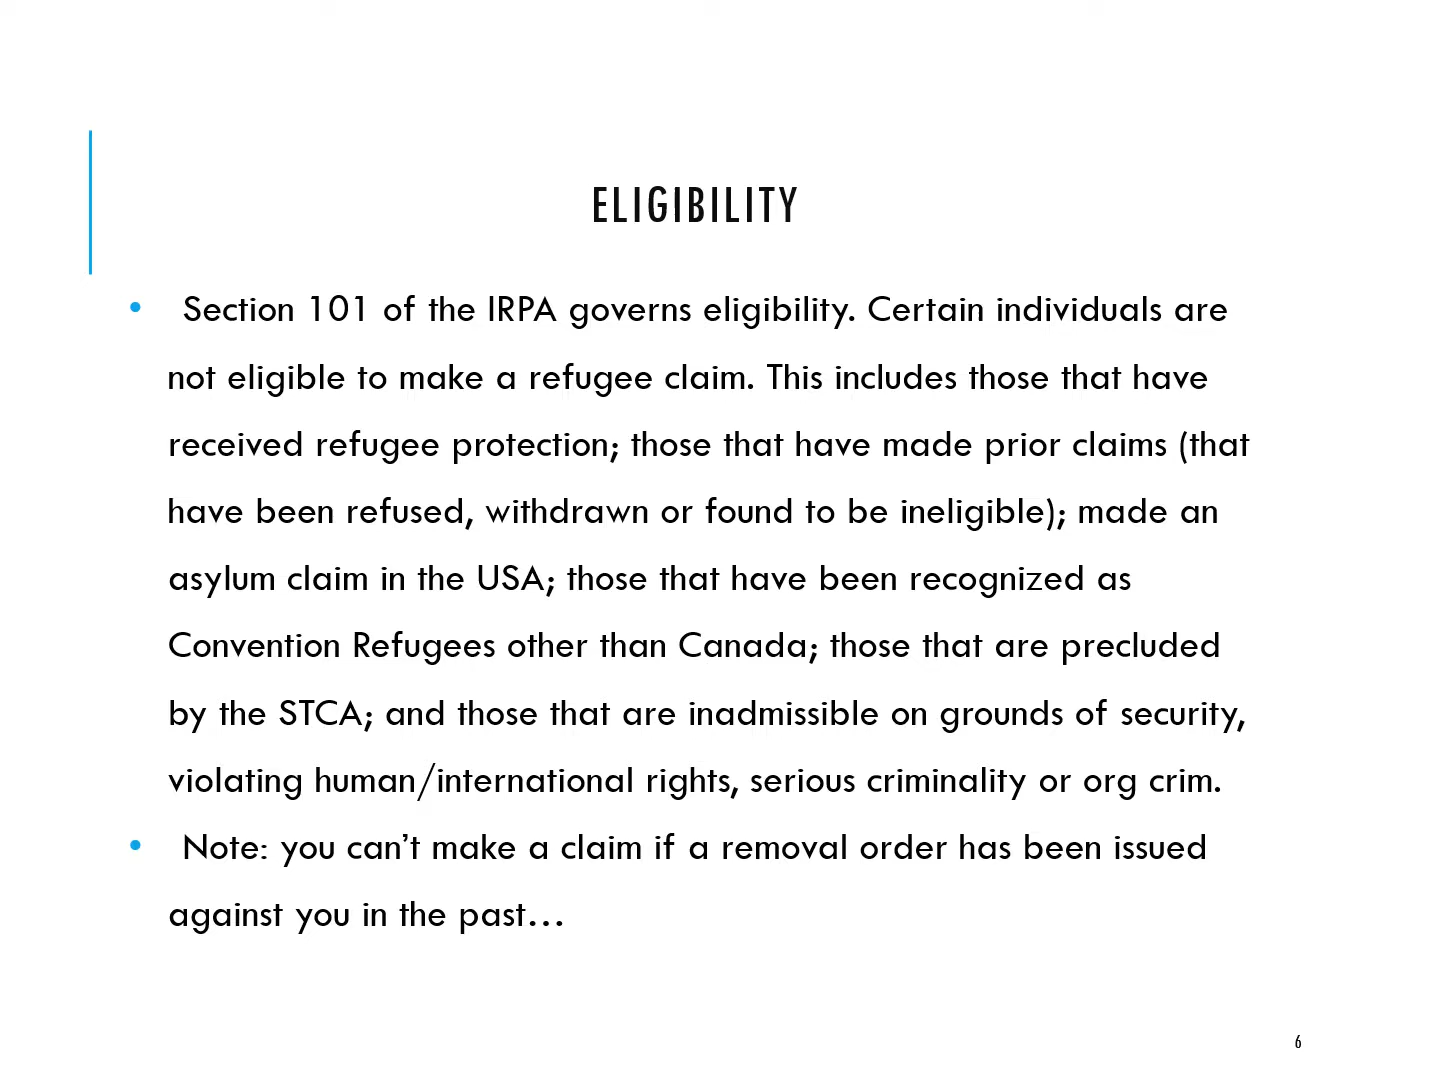 ELIGIBILITY
• Section 101 of the IRPA governs eligibility. Certain individuals are
not eligible to make a refugee claim. This includes those that have
received refugee protection; those that have made prior claims (that
have been refused, withdrawn or found to be ineligible); made an
asylum claim in the USA; those that have been recognized as
Convention Refugees other than Canada; those that are precluded
by the STCA; and those that are inadmissible on grounds of security,
violating human/international rights, serious criminality or org crim.
• Note: you can’t make a claim if a removal order has been issued
against you in the past…
6